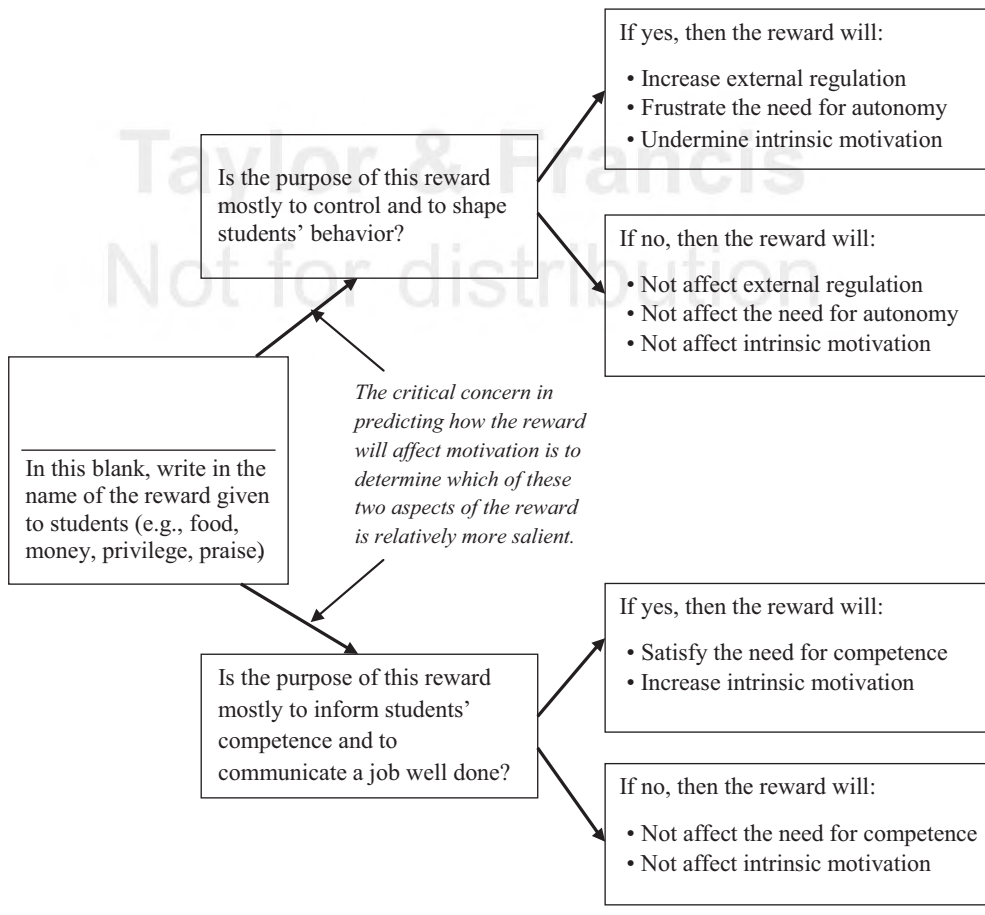 If yes, then the reward will:
• Increase external regulation
• Frustrate the need for autonomy
• Undermine intrinsic motivation
Taylor & Francis
Not for distribution
Is the purpose of this reward
mostly to control and to shape
students’ behavior?
If no, then the reward will:
• Not affect external regulation
• Not affect the need for autonomy
• Not affect intrinsic motivation
In this blank, write in the
name of the reward given
to students (e.g., food,
money, privilege, praise)
The critical concern in
predicting how the reward
will affect motivation is to
determine which of these
two aspects of the reward
is relatively more salient.
Is the purpose of this reward
mostly to inform students’
competence and to
communicate a job well done?
If yes, then the reward will:
• Satisfy the need for competence
• Increase intrinsic motivation
If no, then the reward will:
• Not affect the need for competence
• Not affect intrinsic motivation